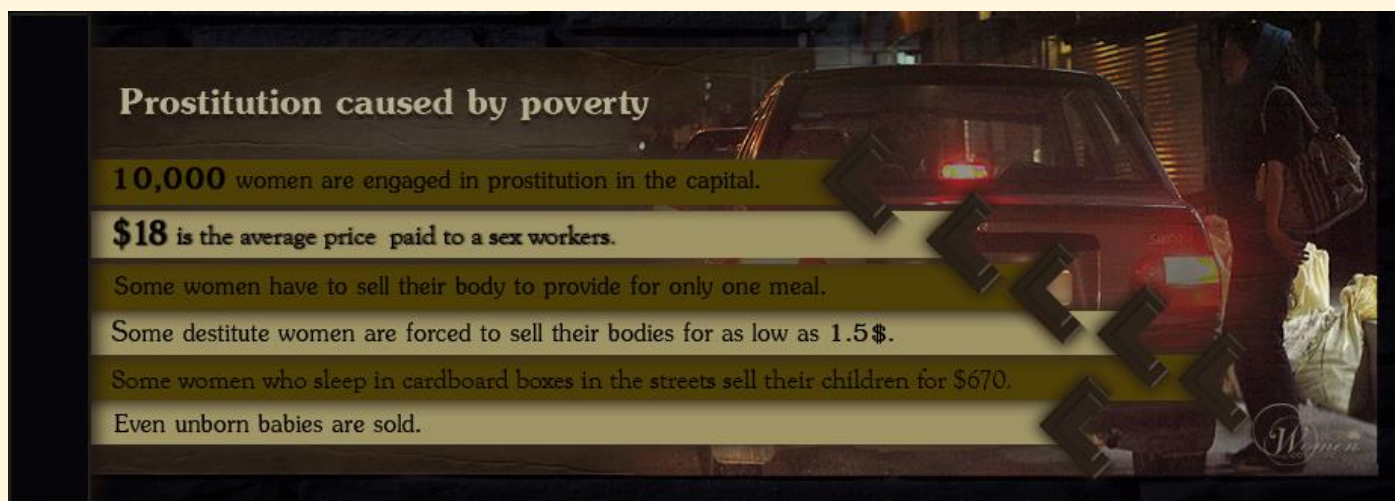 Prostitution caused by poverty
10,000 women are engaged in prostitution in the capital.
$18 is the average price paid to a sex workers.
Some women have to sell their body to provide for only one meal.
Some destitute women are forced to sell their bodies for as low as 1.5$.
Some women who sleep in cardboard boxes in the streets sell their children for $670.
Even unborn babies are sold.
Women